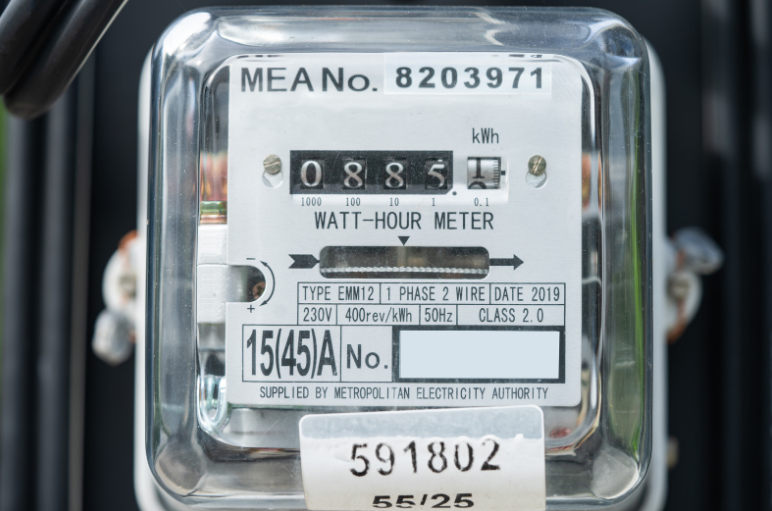 MEA No. 8203971
kWh
0885.1
1000 100 10 1 0.1
WATT-HOUR METER
TYPE EMM12 1 PHASE 2 WIRE DATE 2019
230V 400rev/kWh 50Hz CLASS 2.0
15(45)A No.
SUPPLIED BY METROPOLITAN ELECTRICITY AUTHORITY
591802
55/25